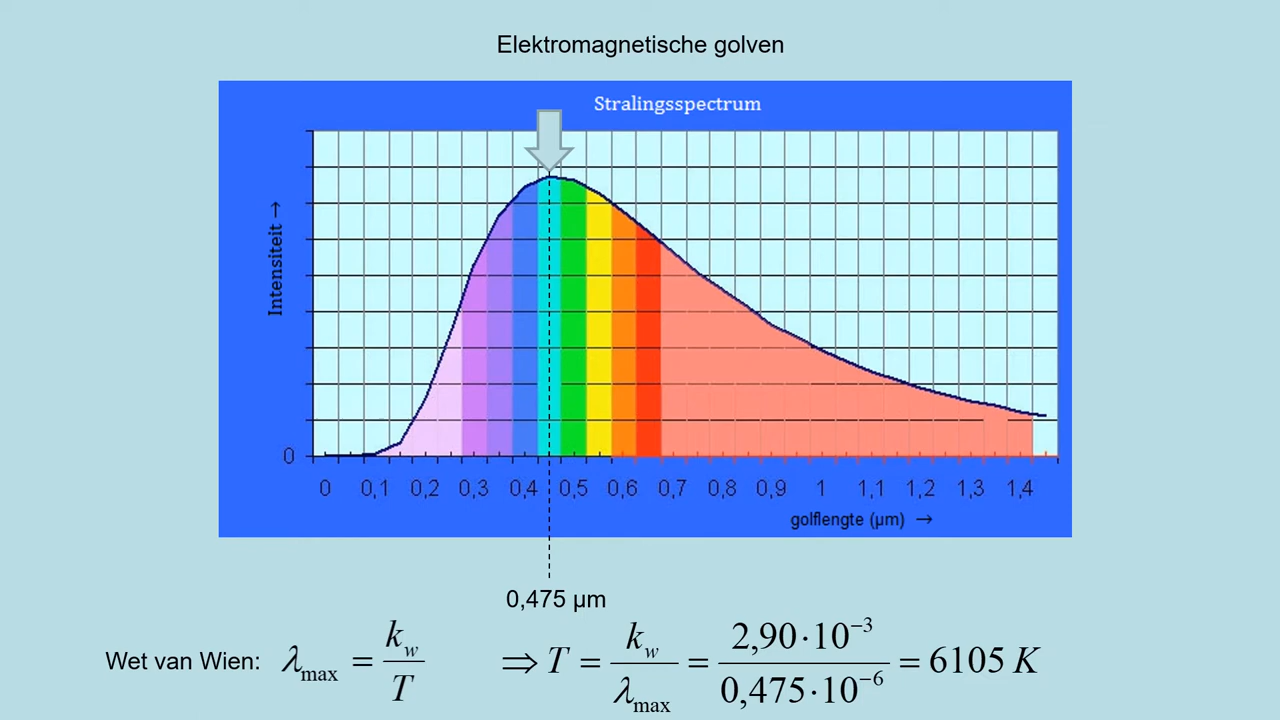 Elektromagnetische golven
Stralingsspectrum
Intensiteit →
0
0 0,1 0,2 0,3 0,4 0,5 0,6 0,7 0,8 0,9 1 1,1 1,2 1,3 1,4
golflengte (µm) →
0,475 µm
Wet van Wien: λmax = kw/T ⇒ T = kw/λmax = 2,90·10⁻³/0,475·10⁻⁶ = 6105 K